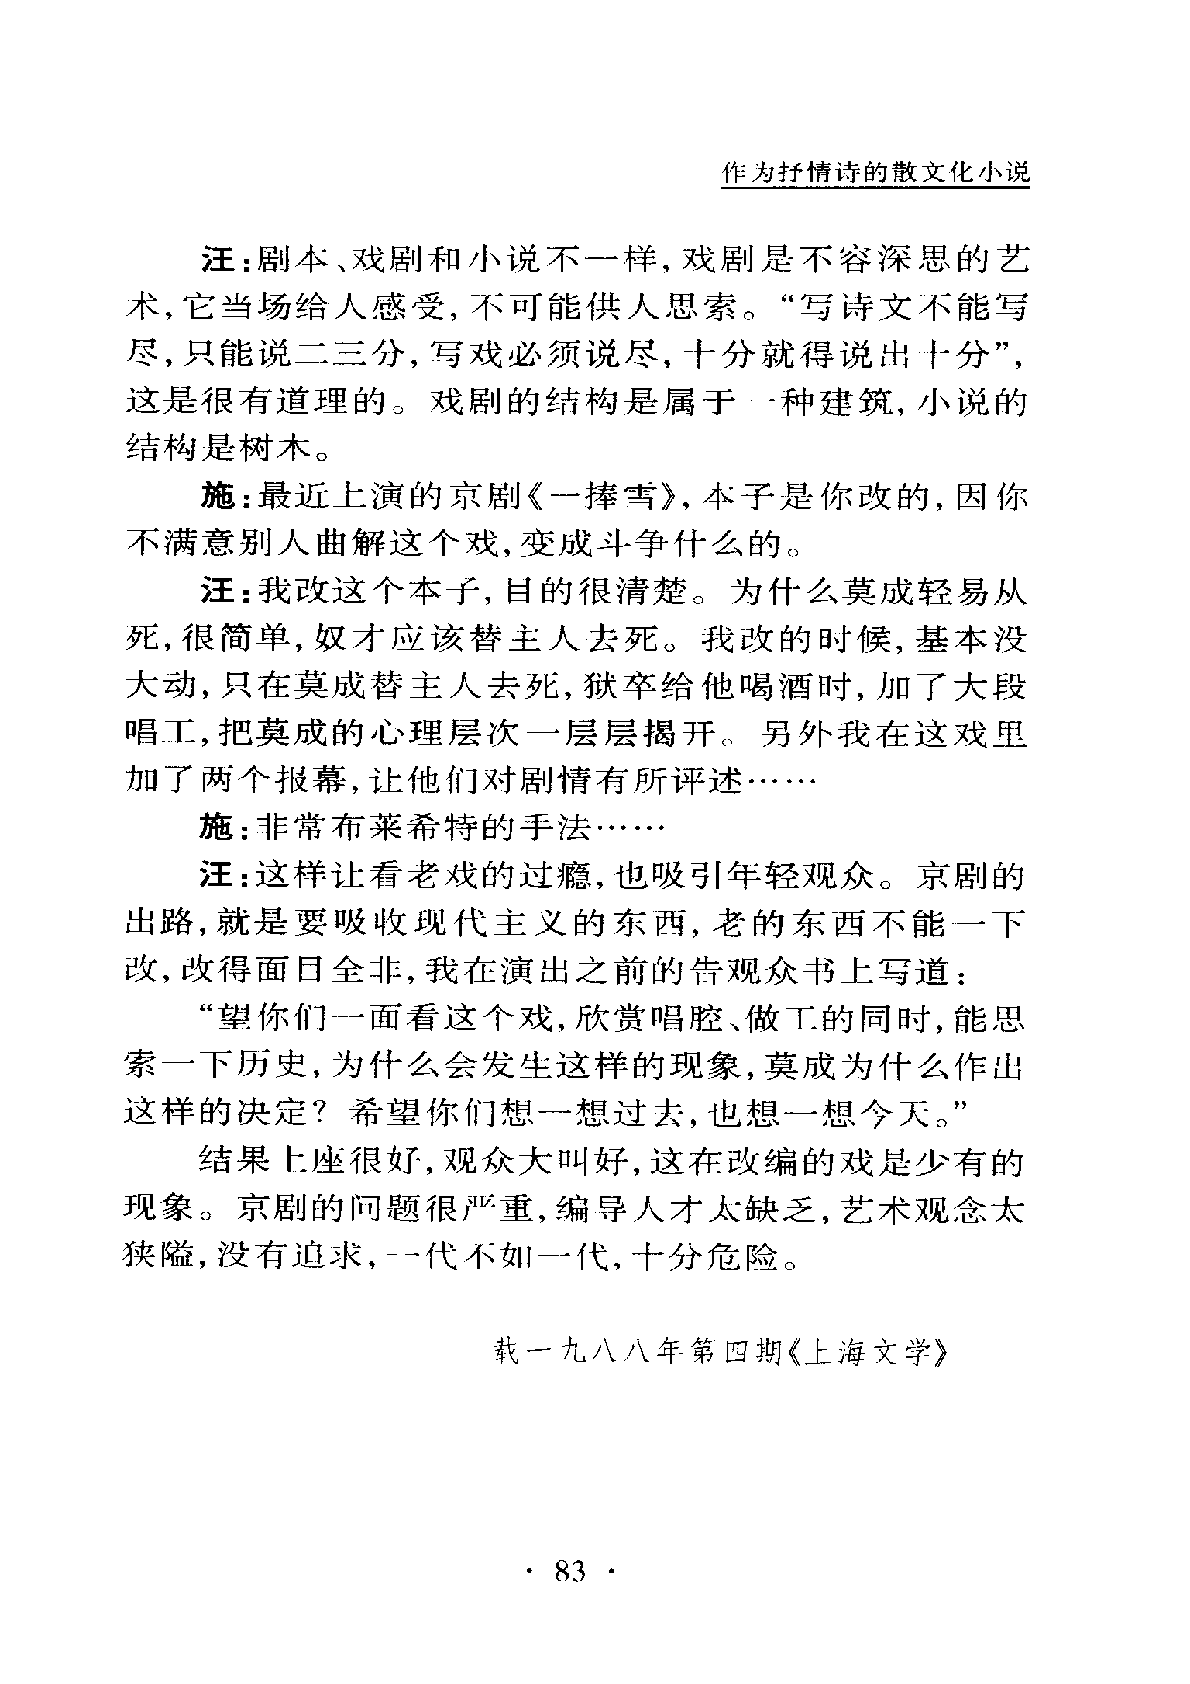 作为抒情诗的散文化小说
汪:剧本、戏剧和小说不一样,戏剧是不容深思的艺
术,它当场给人感受,不可能供人思索。“写诗文不能写
尽,只能说二三分,写戏必须说尽,十分就得说出十分”,
这是很有道理的。戏剧的结构是属于一种建筑,小说的
结构是树木。
施:最近上演的京剧《一捧雪》,本子是你改的,因你
不满意别人曲解这个戏,变成斗争什么的。
汪:我改这个本子,目的很清楚。为什么莫成轻易从
死,很简单,奴才应该替主人去死。我改的时候,基本没
大动,只在莫成替主人去死,狱卒给他喝酒时,加了大段
唱工,把莫成的心理层次一层层揭开。另外我在这戏里
加了两个报幕,让他们对剧情有所评述……
施:非常布莱希特的手法……
汪:这样让看老戏的过瘾,也吸引年轻观众。京剧的
出路,就是要吸收现代主义的东西,老的东西不能一下
改,改得面目全非,我在演出之前的告观众书上写道:
“望你们一面看这个戏,欣赏唱腔、做工的同时,能思
索一下历史,为什么会发生这样的现象,莫成为什么作出
这样的决定?希望你们想一想过去,也想一想今天。”
结果上座很好,观众大叫好,这在改编的戏是少有的
现象。京剧的问题很严重,编导人才太缺乏,艺术观念太
狭隘,没有追求,一代不如一代,十分危险。
载一九八八年第四期《上海文学》
· 83 ·